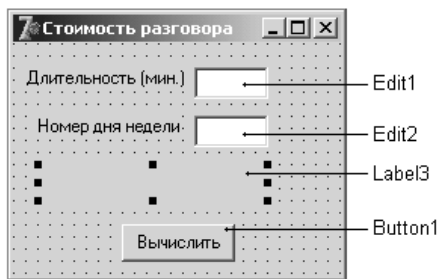 Стоимость разговора
Длительность (мин.)
Edit1
Номер дня недели
Edit2
Label3
Button1
Вычислить